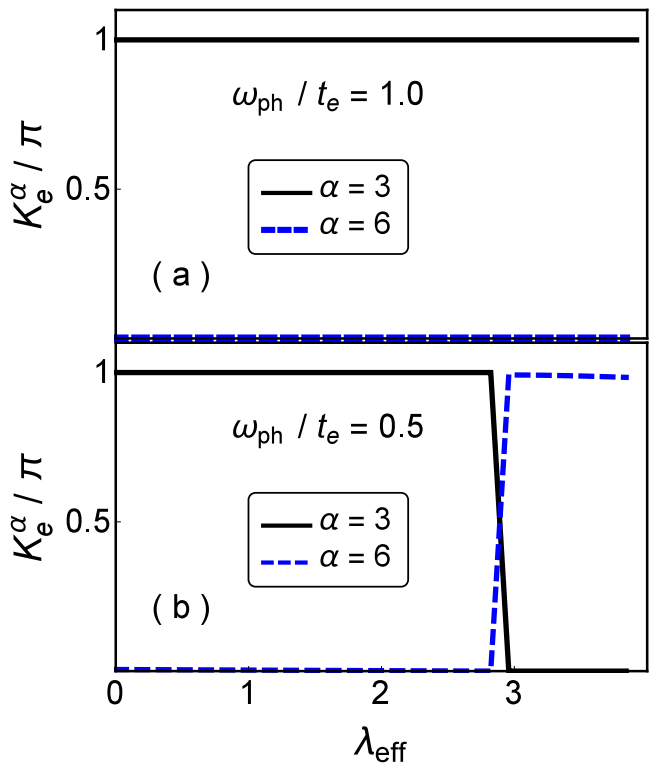 1
0.5
K_e^α / π
ω_ph / t_e = 1.0
α = 3
α = 6
( a )
1
0.5
K_e^α / π
ω_ph / t_e = 0.5
α = 3
α = 6
( b )
0 1 2 3
λ_eff